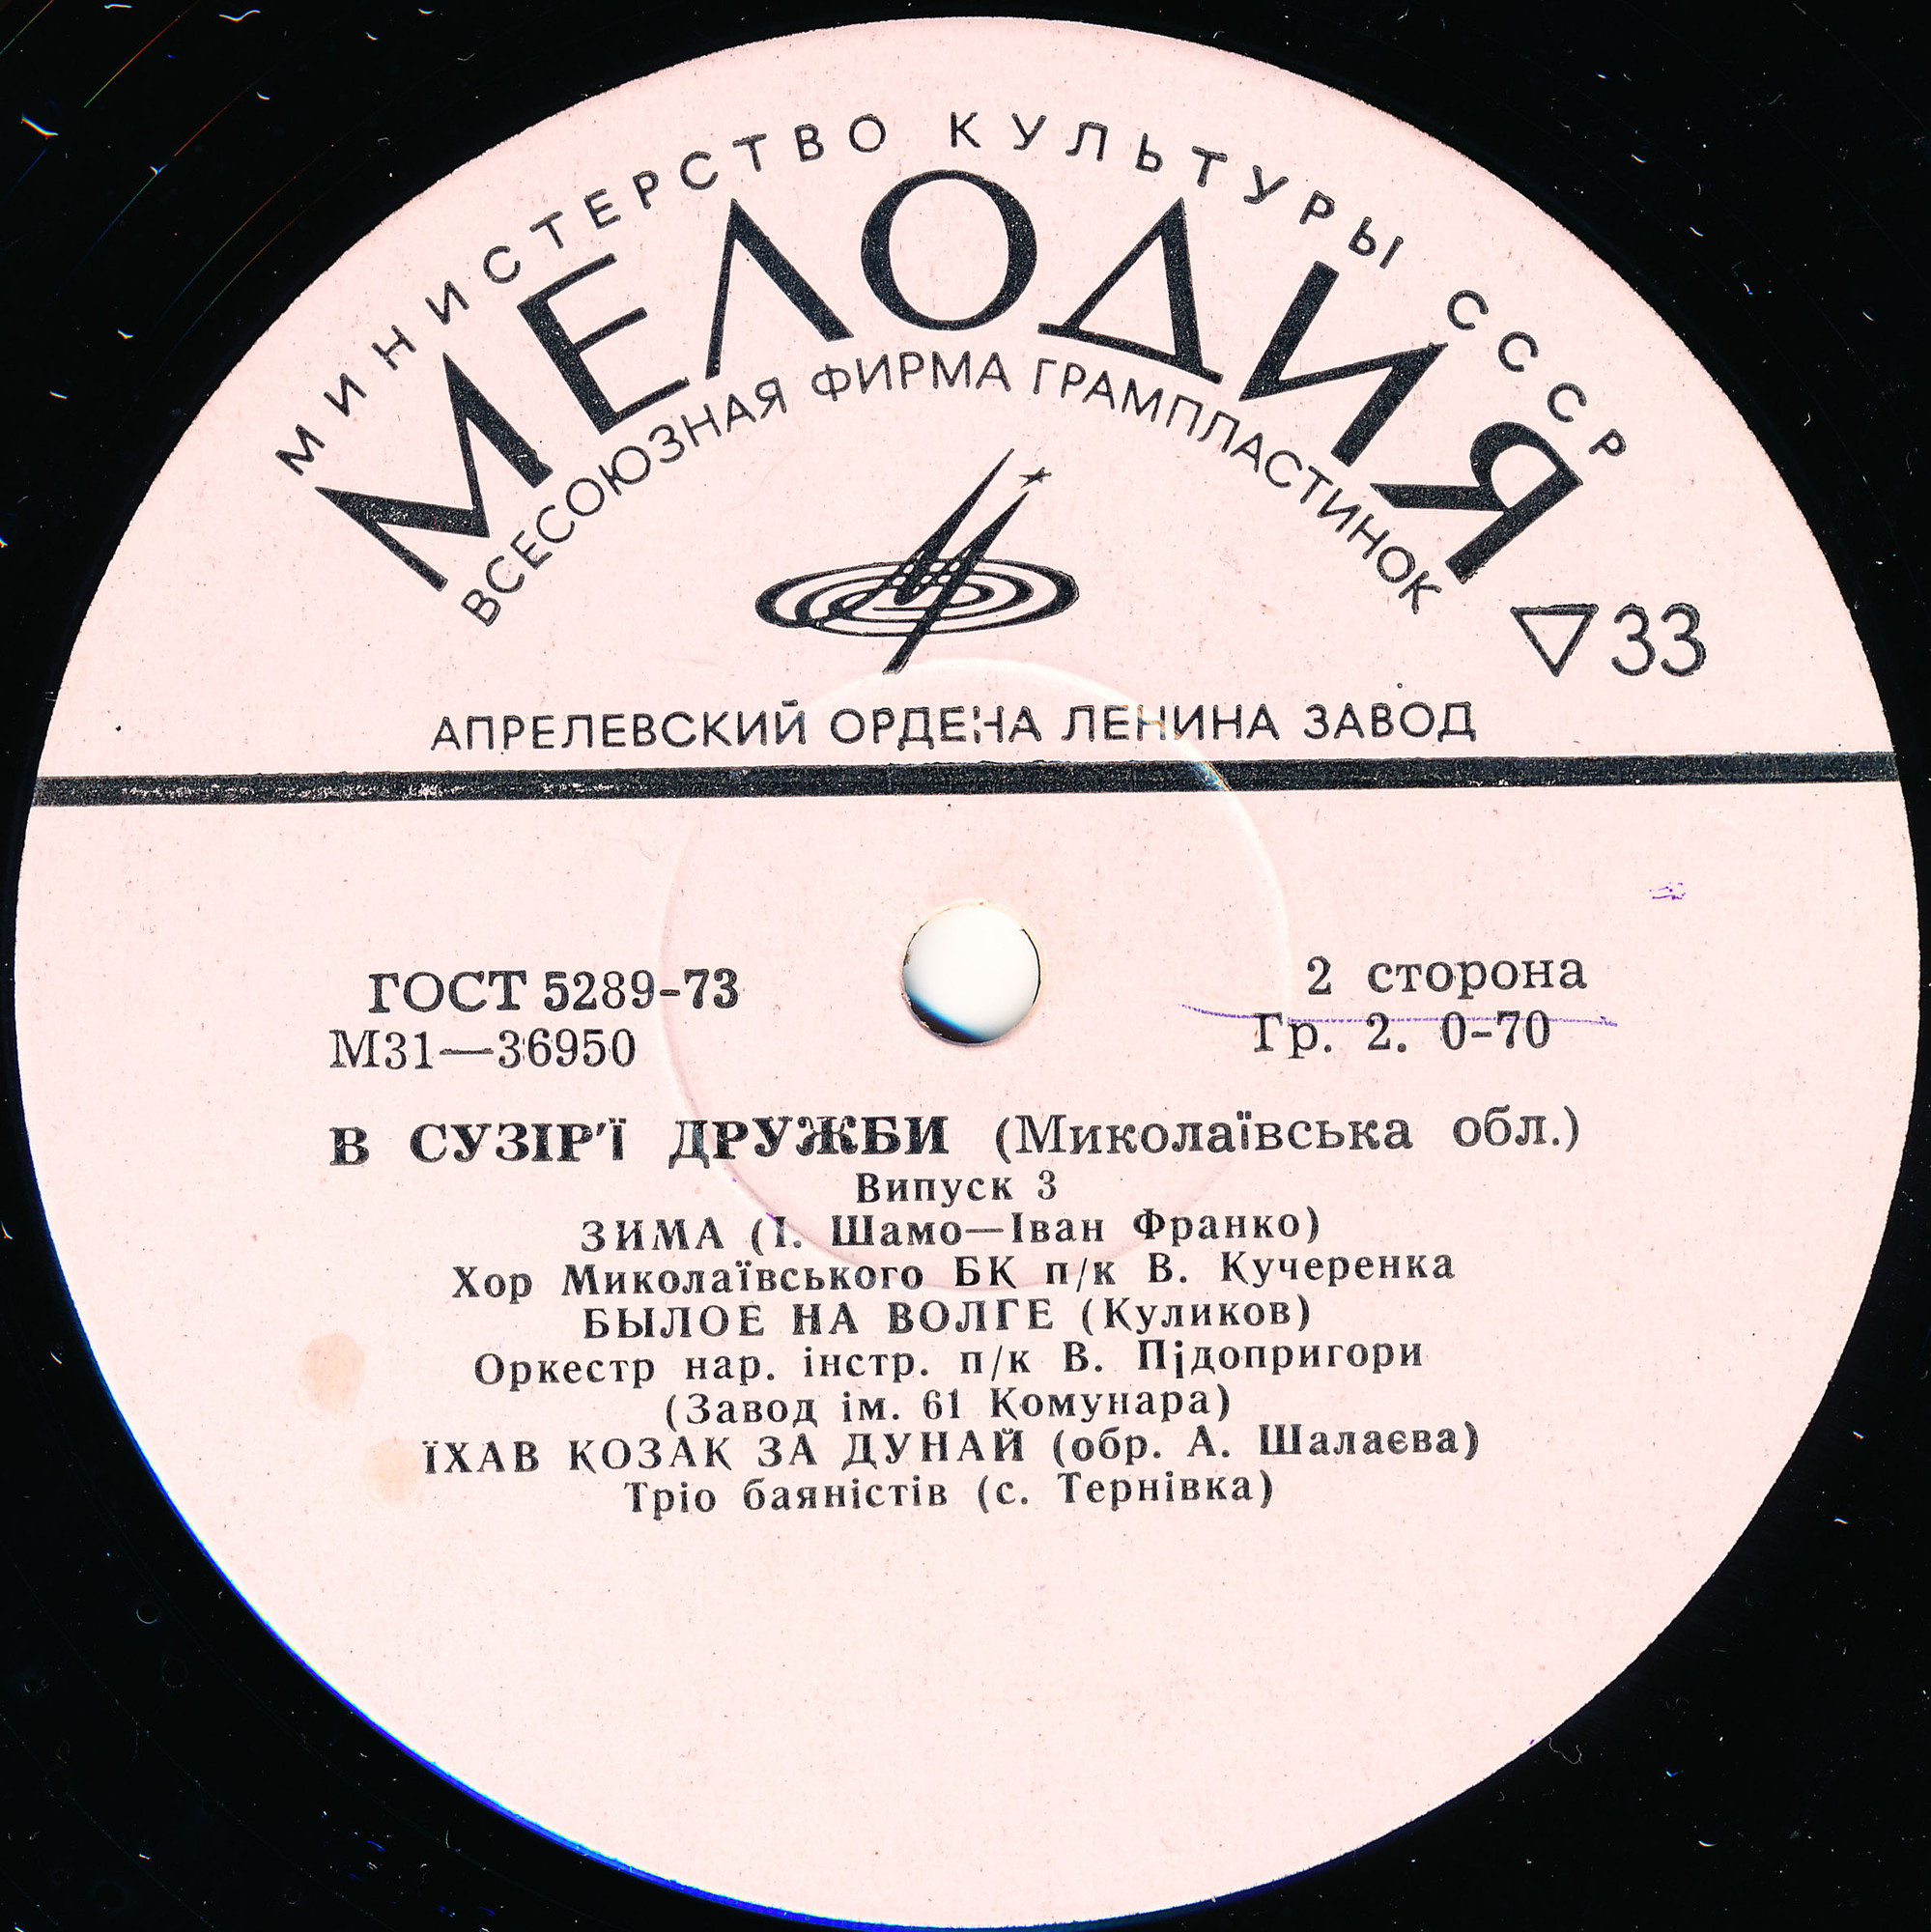 МИНИСТЕРСТВО КУЛЬТУРЫ СССР
МЕЛОДИЯ
ВСЕСОЮЗНАЯ ФИРМА ГРАМПЛАСТИНОК
33
АПРЕЛЕВСКИЙ ОРДЕНА ЛЕНИНА ЗАВОД
ГОСТ 5289-73 2 сторона
М31—36950 Гр. 2. 0-70
В СУЗІР'Ї ДРУЖБИ (Миколаївська обл.)
Випуск 3
ЗИМА (І. Шамо—Іван Франко)
Хор Миколаївського БК п/к В. Кучеренка
БЫЛОЕ НА ВОЛГЕ (Куликов)
Оркестр нар. інстр. п/к В. Підопригори
(Завод ім. 61 Комунара)
ЇХАВ КОЗАК ЗА ДУНАЙ (обр. А. Шалаєва)
Тріо баяністів (с. Тернівка)